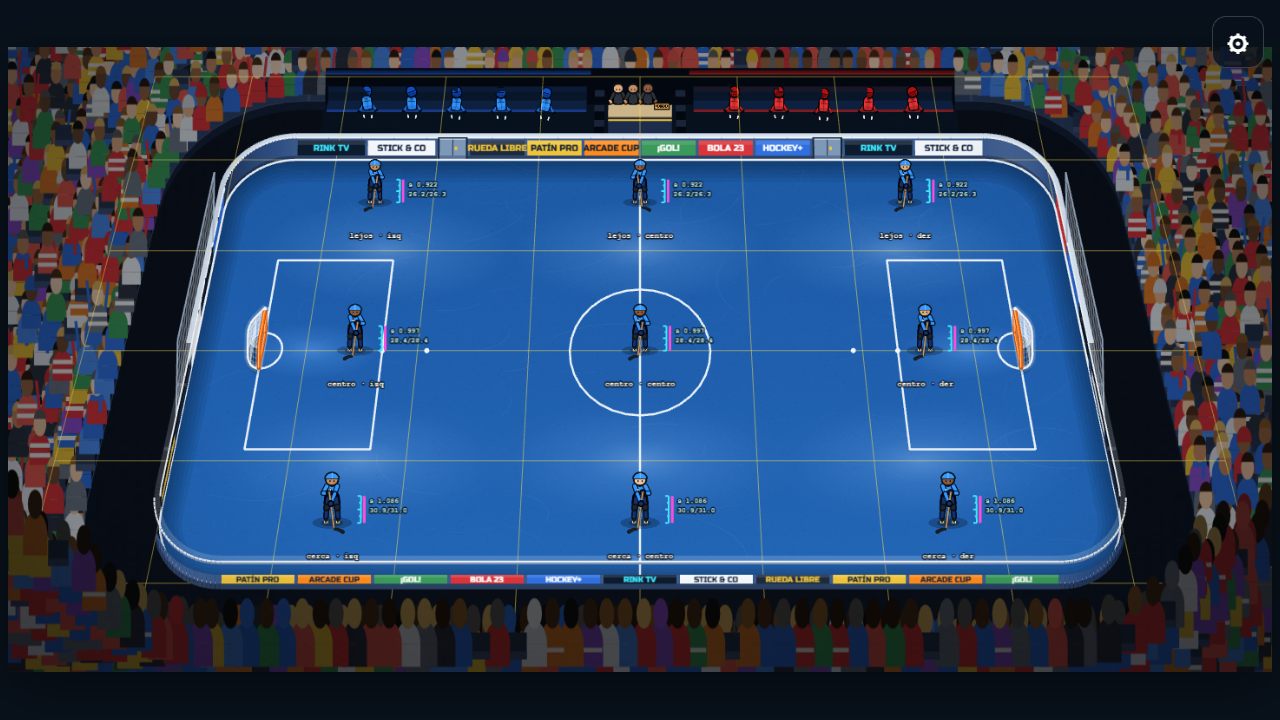 RINK TV STICK & CO RUEDA LIBRE PATÍN PRO ARCADE CUP ¡GOL! BOLA 23 HOCKEY+ RINK TV STICK & CO
s 0.922
26.2/26.3
s 0.922
26.2/26.3
s 0.922
26.2/26.3
lejos · izq
lejos · centro
lejos · der
s 0.997
28.4/28.4
s 0.997
28.4/28.4
s 0.997
28.4/28.4
centro · izq
centro · centro
centro · der
s 1.086
30.9/31.0
s 1.086
30.9/31.0
s 1.086
30.9/31.0
cerca · izq
cerca · centro
cerca · der
PATÍN PRO ARCADE CUP ¡GOL! BOLA 23 HOCKEY+ RINK TV STICK & CO RUEDA LIBRE PATÍN PRO ARCADE CUP ¡GOL!